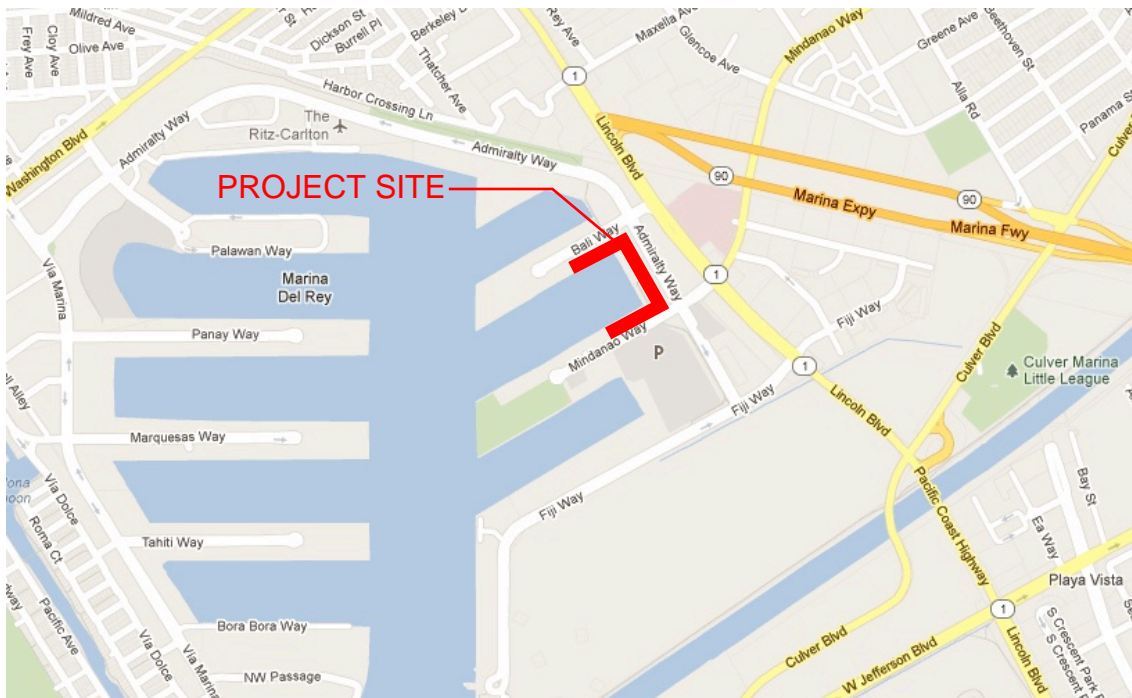 Mildred Ave
Cloy Ave
Frey Ave
Olive Ave
Dickson St
Burrell Pl
Berkeley
Thatcher Ave
Rey Ave
Maxella Ave
Glencoe Ave
Mindanao Way
Greene Ave
Beethoven St
Panama St
Alla Rd
Culver Blvd
1
Washington Blvd
Harbor Crossing Ln
The
Ritz-Carlton
Admiralty Way
Admiralty Way
Lincoln Blvd
90
90
Marina Expy
Marina Fwy
PROJECT SITE
Bali Way
Admiralty Way
1
Palawan Way
Marina
Del Rey
Via Marina
Panay Way
Mindanao Way
P
Fiji Way
Fiji Way
1
Culver Blvd
Culver Marina
Little League
Alley
Lincoln Blvd
Marquesas Way
Via Dolce
Roma Ct
Fiji Way
Pacific Coast Highway
Bay St
Ea Way
Tahiti Way
Playa Vista
Pacific Ave
Via Dolce
Via Marina
Bora Bora Way
NW Passage
1
Culver Blvd
W Jefferson Blvd
Lincoln Blvd
S Crescent Park
S Crescent